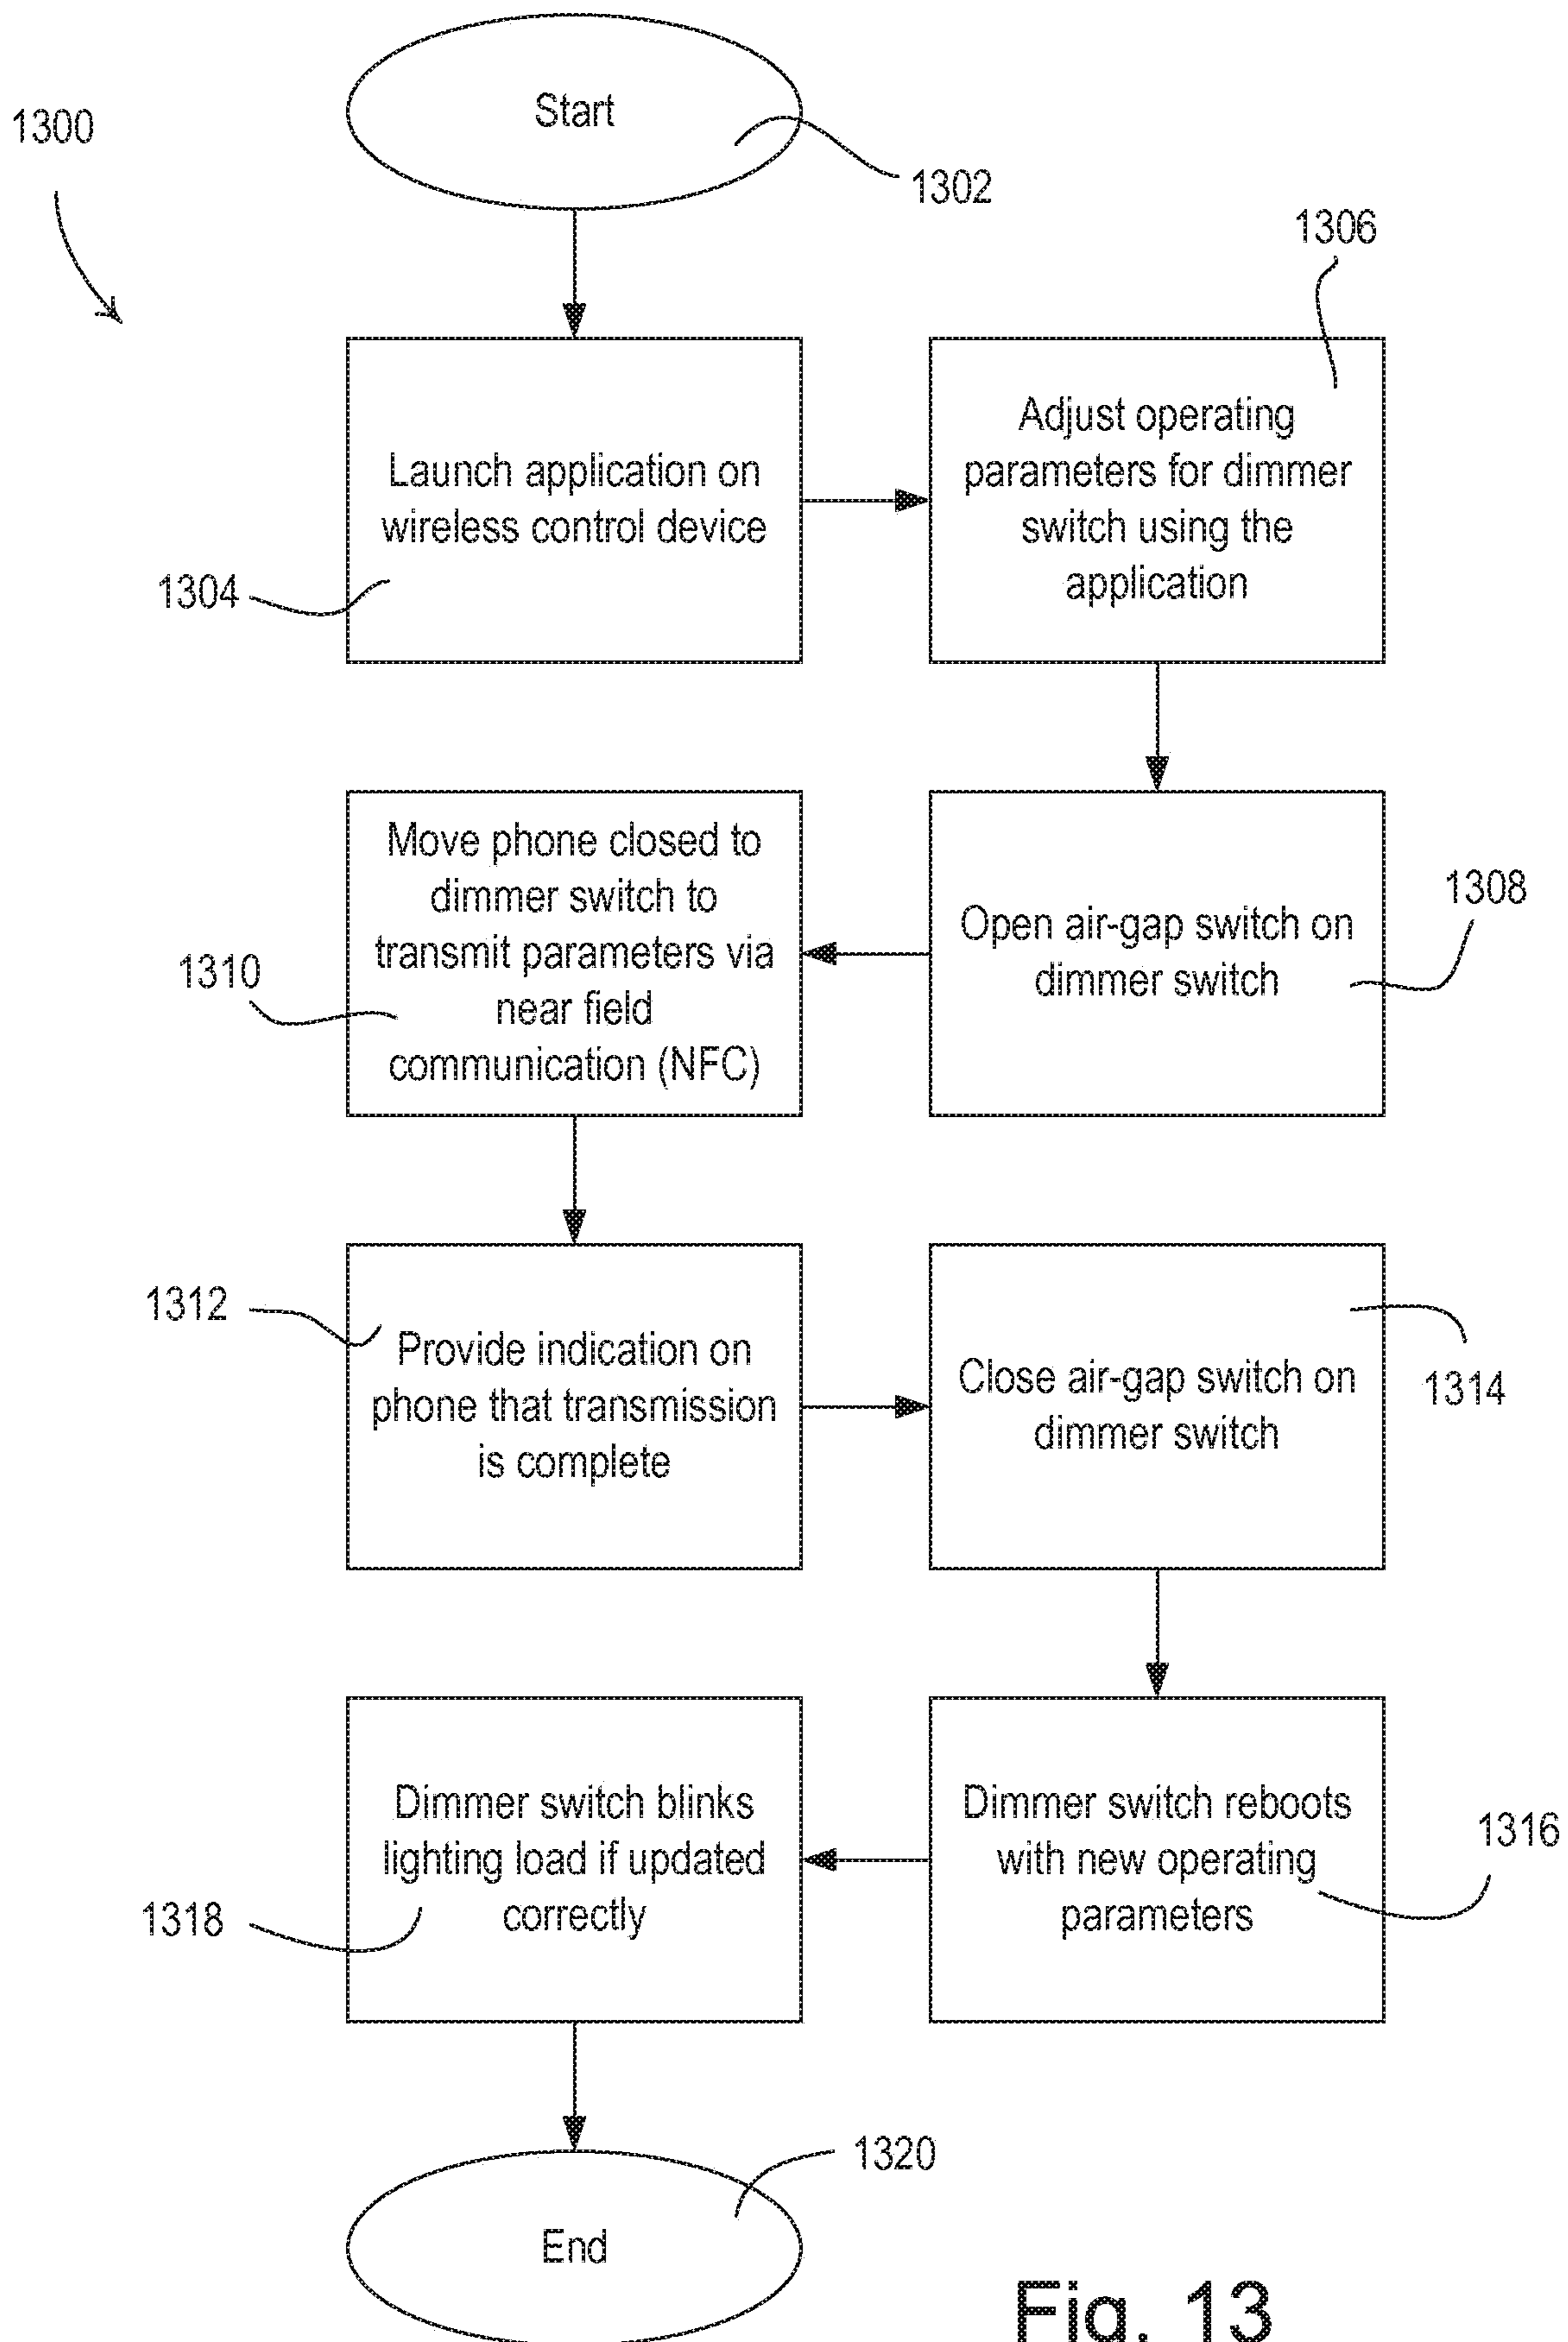 Start
1300
1302
1306
Launch application on
wireless control device
1304
Adjust operating
parameters for dimmer
switch using the
application
Move phone closed to
dimmer switch to
transmit parameters via
near field
communication (NFC)
1310
Open air-gap switch on
dimmer switch
1308
1312
Provide indication on
phone that transmission
is complete
Close air-gap switch on
dimmer switch
1314
Dimmer switch blinks
lighting load if updated
correctly
1318
Dimmer switch reboots
with new operating
parameters
1316
1320
End
Fig. 13